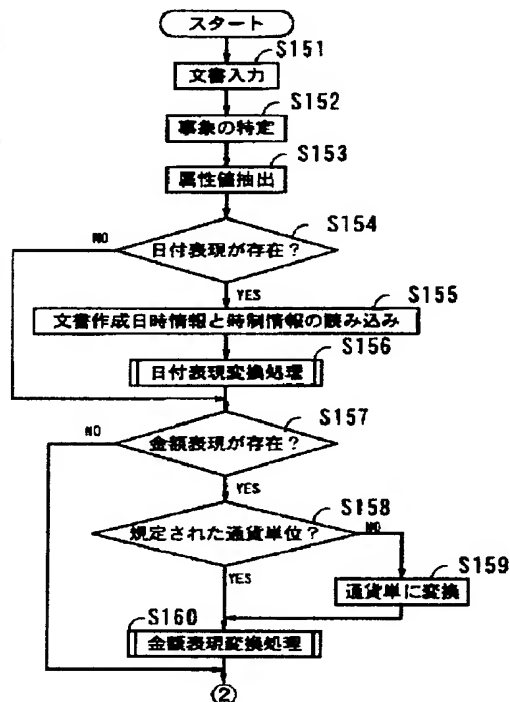 スタート
S151
文書入力
S152
事象の特定
S153
属性値抽出
S154
日付表現が存在?
NO
YES
S155
文書作成日時情報と時制情報の読み込み
S156
日付表現変換処理
S157
金額表現が存在?
NO
YES
S158
規定された通貨単位?
NO
YES
S159
通貨単に変換
S160
金額表現変換処理
②